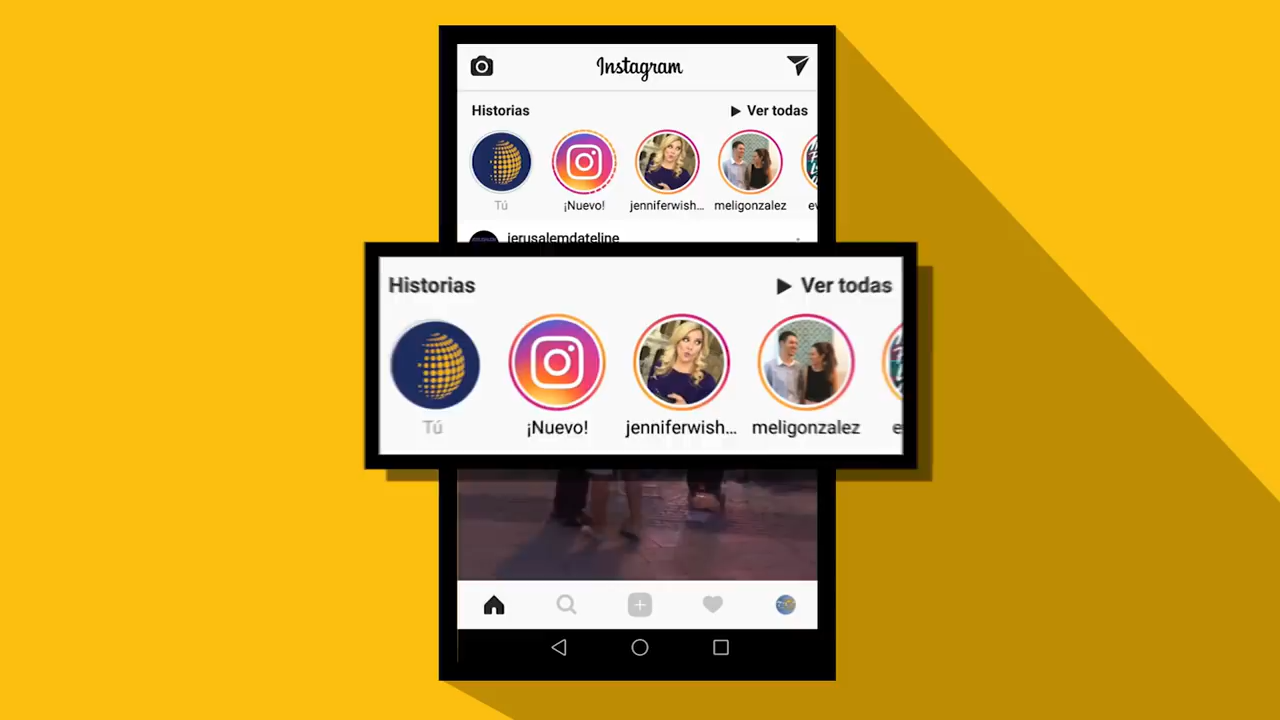 Instagram
Historias ▶ Ver todas
Tú ¡Nuevo! jenniferwish... meligonzalez
jerusalemdateline
Historias ▶ Ver todas
Tú ¡Nuevo! jenniferwish... meligonzalez